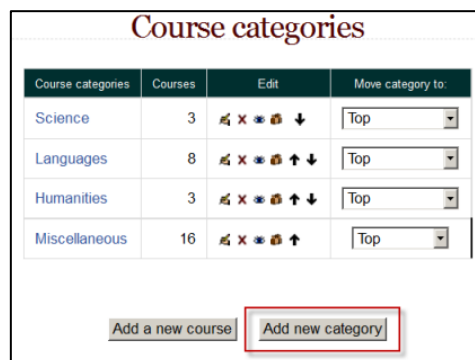 Course categories
Course categories Courses Edit Move category to:
Science 3 Top
Languages 8 Top
Humanities 3 Top
Miscellaneous 16 Top
Add a new course Add new category